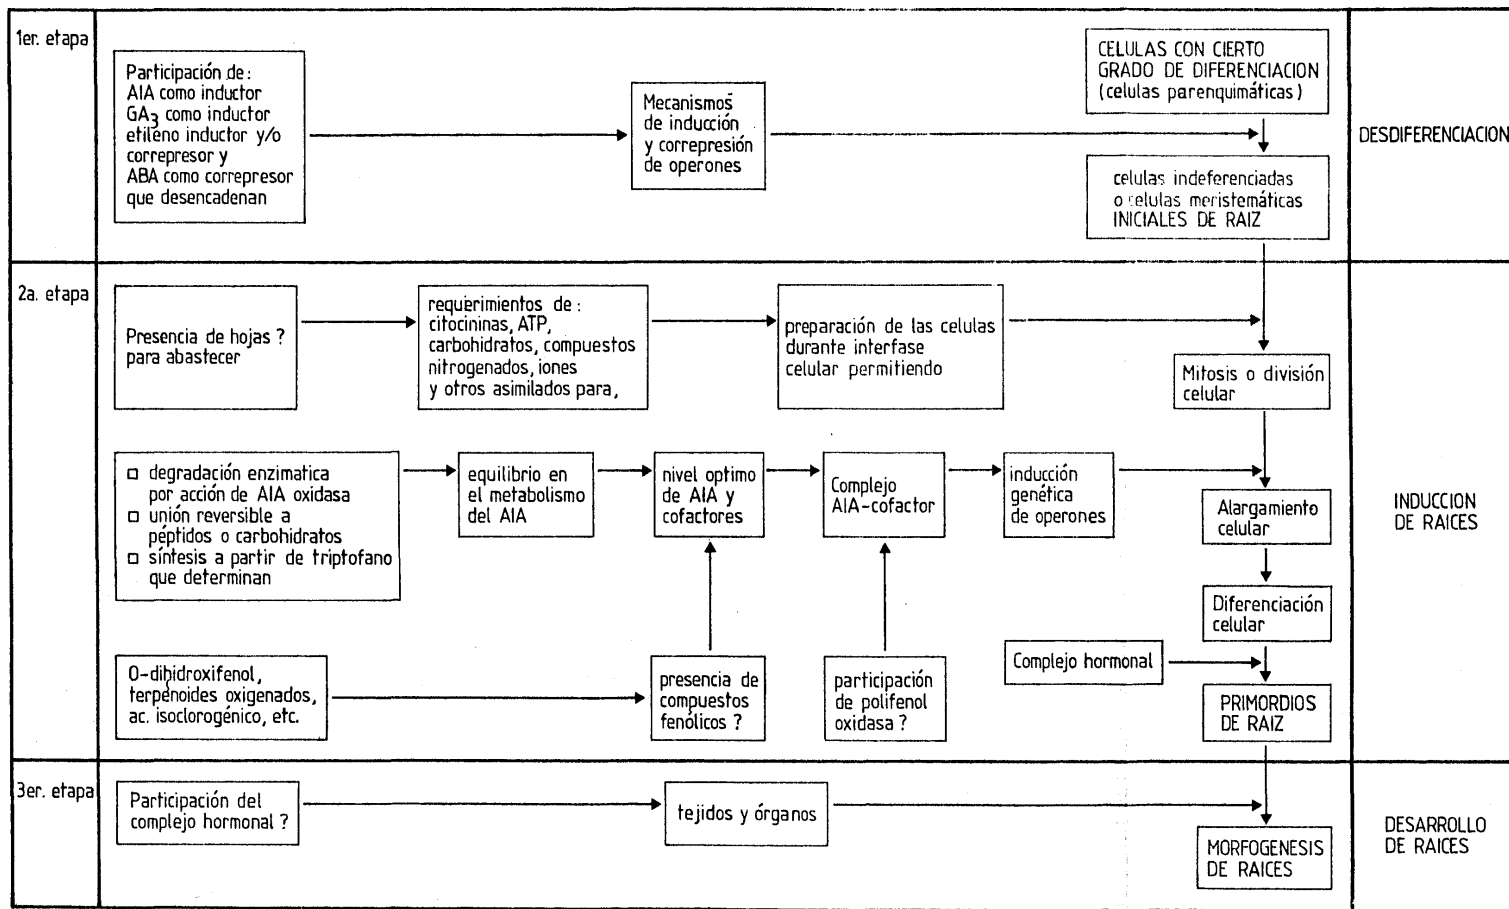 1er. etapa
Participación de:
AIA como inductor
GA3 como inductor
etileno inductor y/o
correpresor y
ABA como correpresor
que desencadenan
Mecanismos
de inducción
y correpresión
de operones
CELULAS CON CIERTO
GRADO DE DIFERENCIACION
(celulas parenquimáticas)
celulas indeferenciadas
o celulas meristemáticas
INICIALES DE RAIZ
DESDIFERENCIACION
2a. etapa
Presencia de hojas ?
para abastecer
requerimientos de :
citocininas, ATP,
carbohidratos, compuestos
nitrogenados, iones
y otros asimilados para,
preparación de las celulas
durante interfase
celular permitiendo
Mitosis o división
celular
□ degradación enzimatica
por acción de AIA oxidasa
□ unión reversible a
péptidos o carbohidratos
□ síntesis a partir de triptofano
que determinan
equilibrio en
el metabolismo
del AIA
nivel optimo
de AIA y
cofactores
Complejo
AIA-cofactor
inducción
genética
de operones
Alargamiento
celular
INDUCCION
DE RAICES
Diferenciación
celular
O-dihidroxifenol,
terpenoides oxigenados,
ac. isoclorogénico, etc.
presencia de
compuestos
fenólicos ?
participación
de polifenol
oxidasa ?
Complejo hormonal
PRIMORDIOS
DE RAIZ
3er. etapa
Participación del
complejo hormonal ?
tejidos y órganos
MORFOGENESIS
DE RAICES
DESARROLLO
DE RAICES